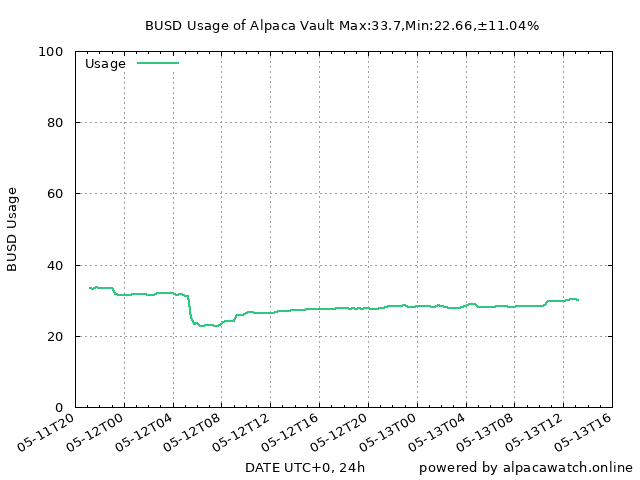 BUSD Usage of Alpaca Vault Max:33.7,Min:22.66,±11.04%
100
Usage
80
60
BUSD Usage
40
20
0
05-11T20 05-12T00 05-12T04 05-12T08 05-12T12 05-12T16 05-12T20 05-13T00 05-13T04 05-13T08 05-13T12 05-13T16
DATE UTC+0, 24h powered by alpacawatch.online